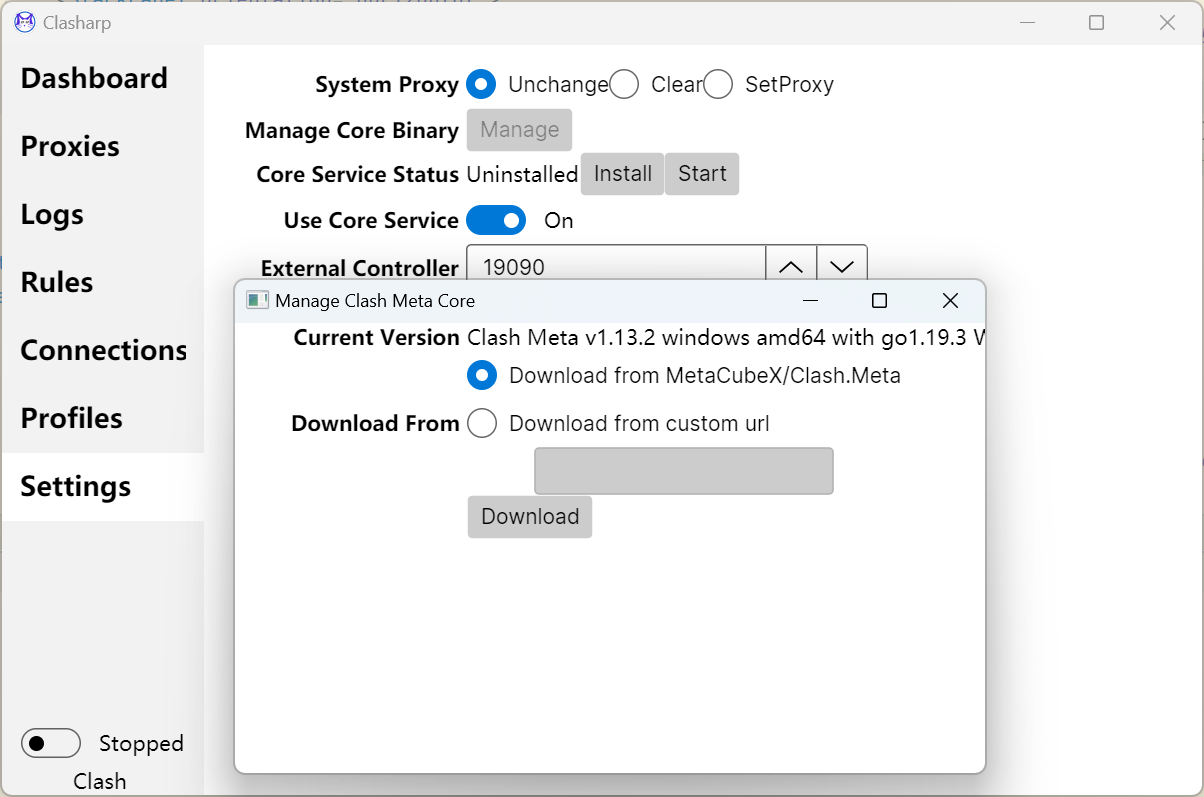 Clasharp
Dashboard
Proxies
Logs
Rules
Connections
Profiles
Settings
Stopped
Clash
System Proxy Unchange Clear SetProxy
Manage Core Binary Manage
Core Service Status Uninstalled Install Start
Use Core Service On
External Controller 19090
Manage Clash Meta Core
Current Version Clash Meta v1.13.2 windows amd64 with go1.19.3
Download from MetaCubeX/Clash.Meta
Download From Download from custom url
Download